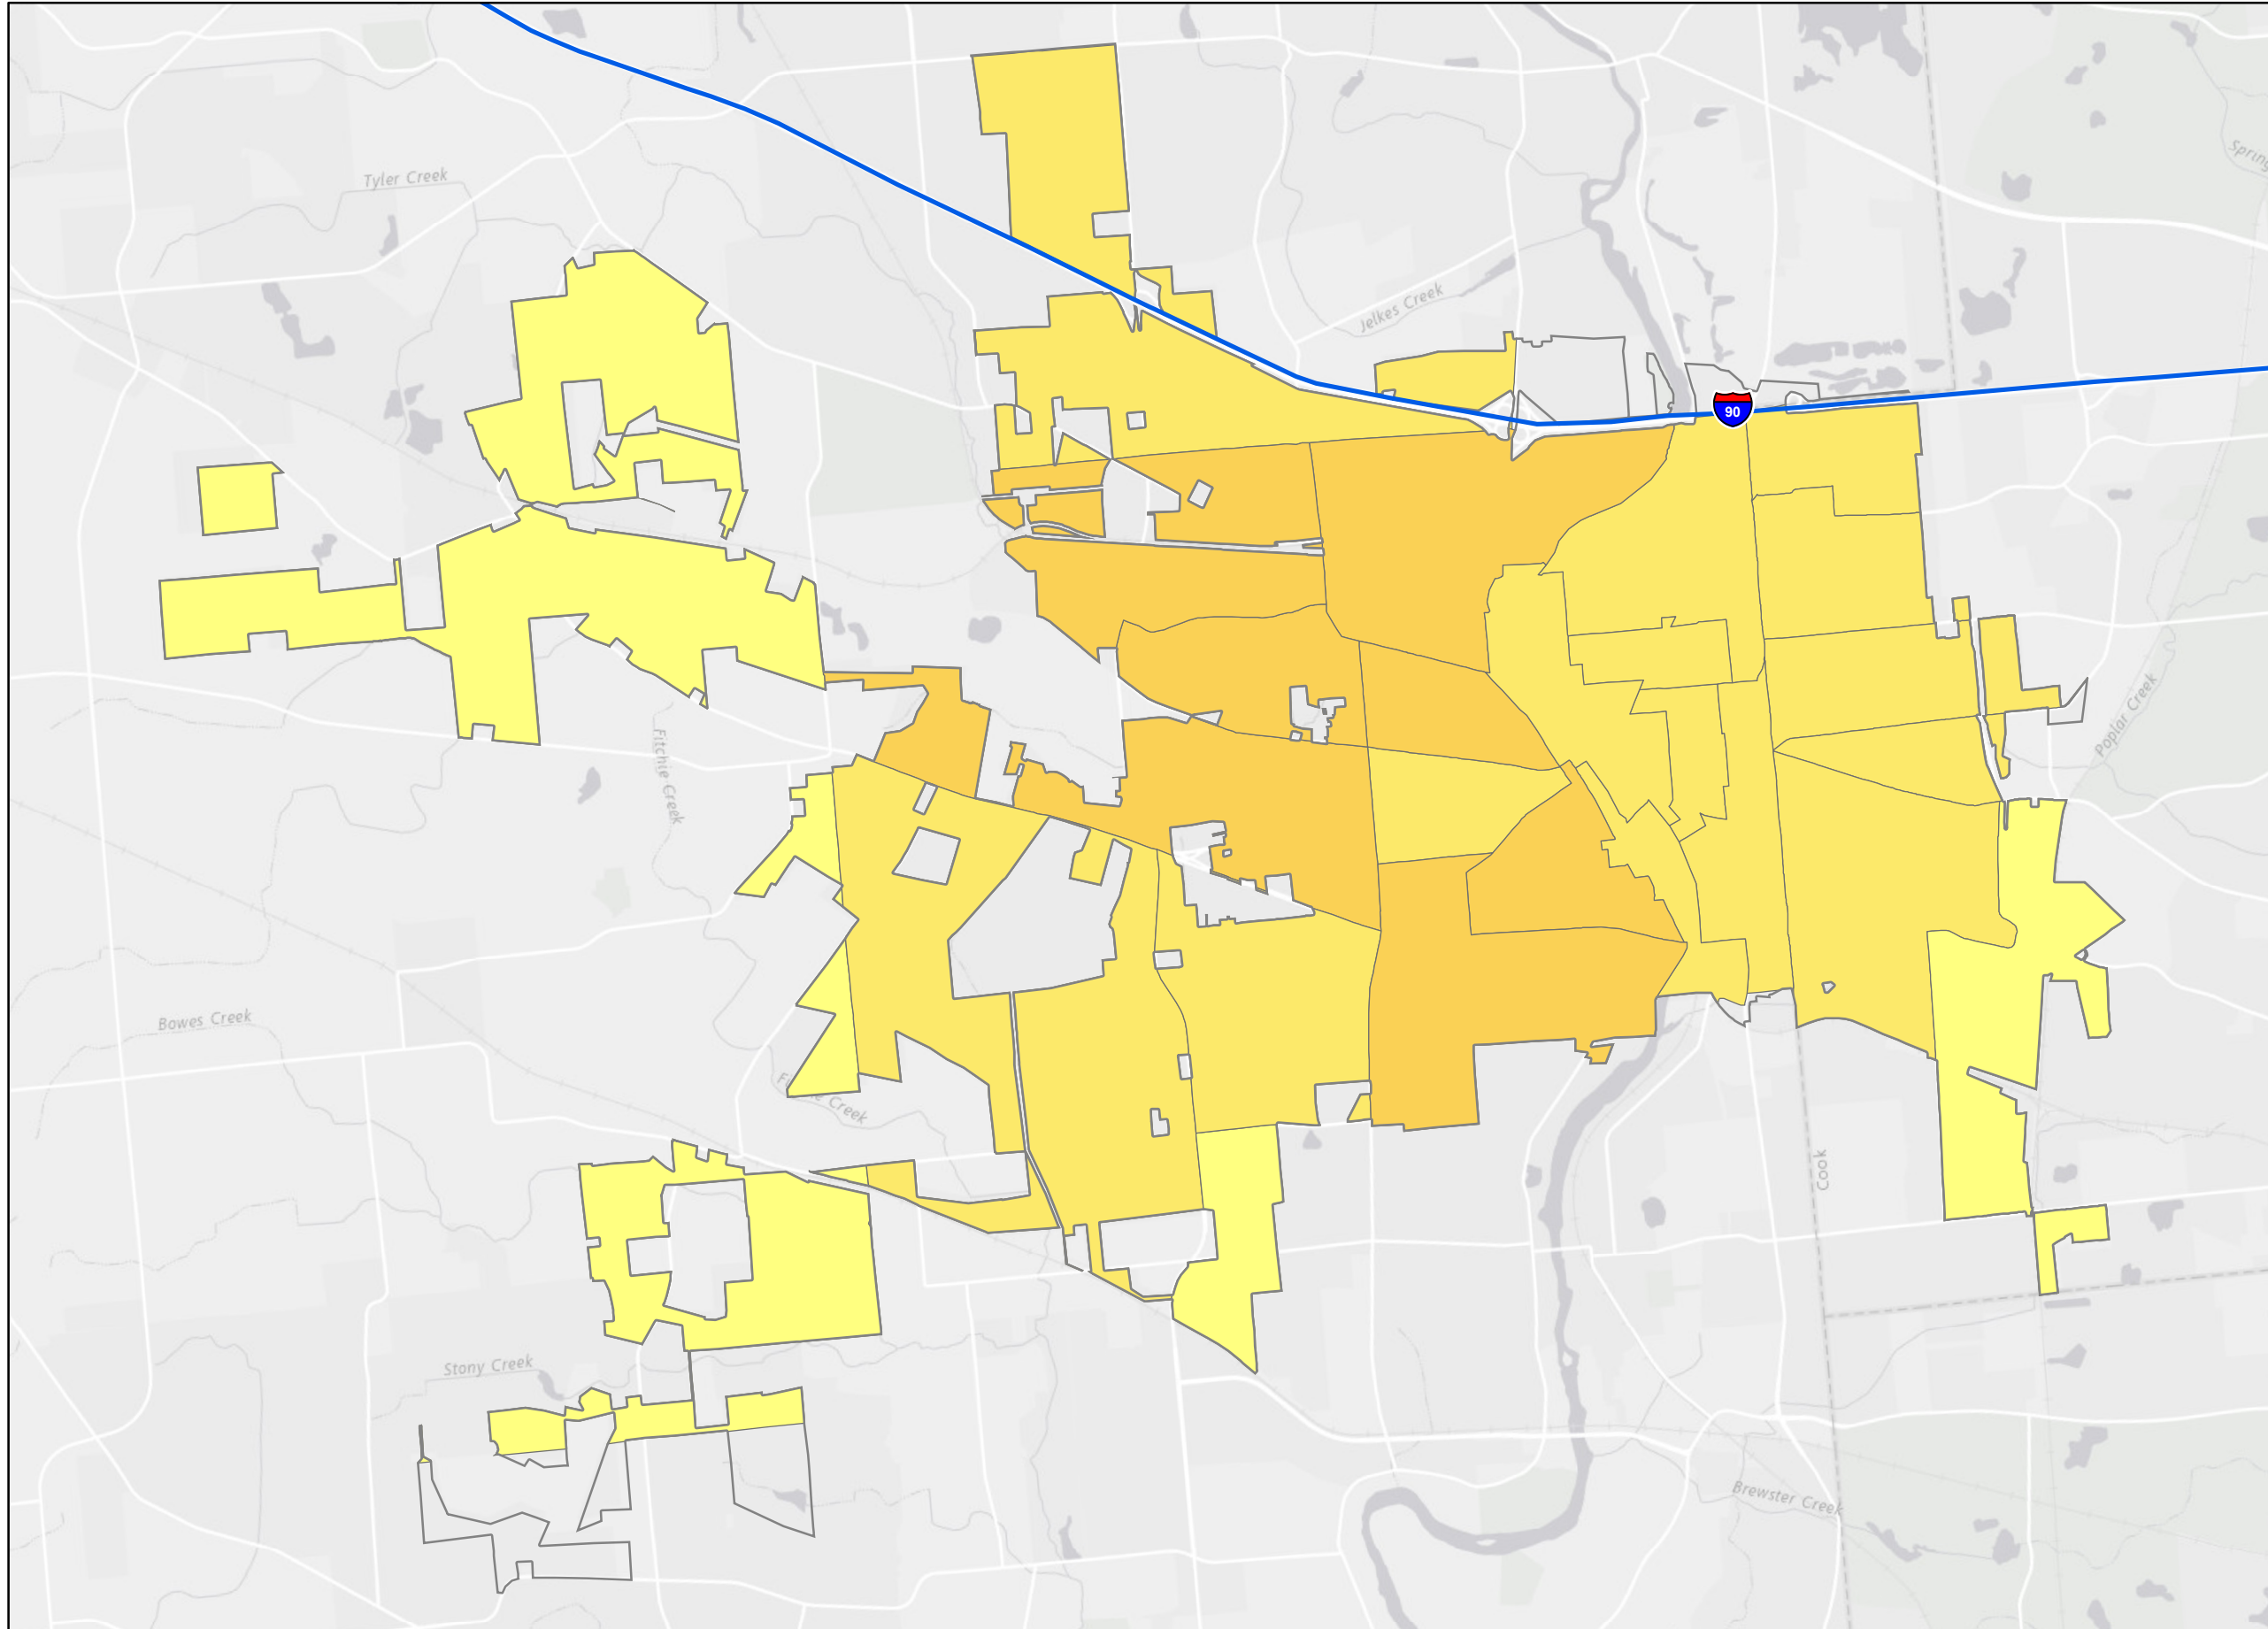 Tyler Creek
Spring
Jelkes Creek
90
Poplar Creek
Fitchie Creek
Bowes Creek
Creek
Cook
Stony Creek
Brewster Creek